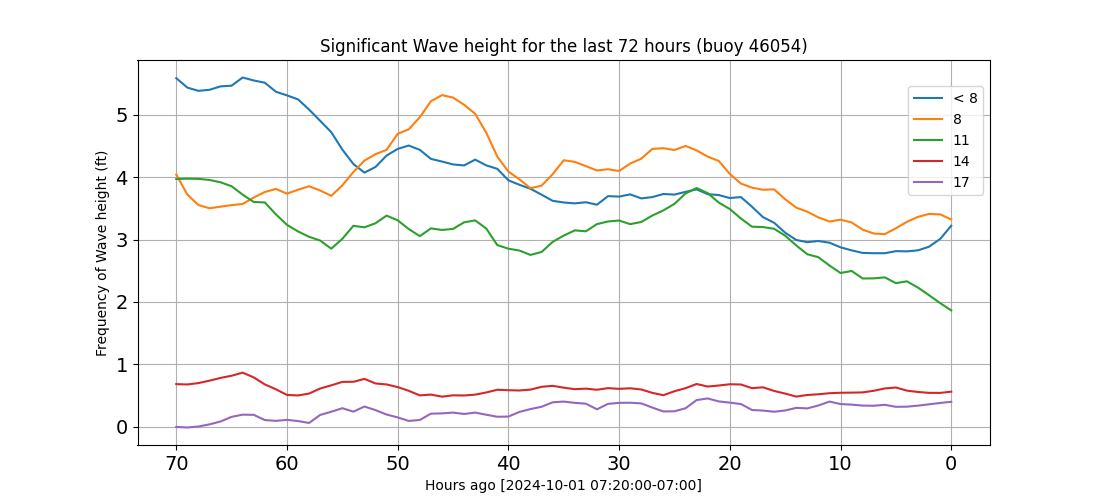 Significant Wave height for the last 72 hours (buoy 46054)
Frequency of Wave height (ft)
5
4
3
2
1
0
< 8
8
11
14
17
70 60 50 40 30 20 10 0
Hours ago [2024-10-01 07:20:00-07:00]